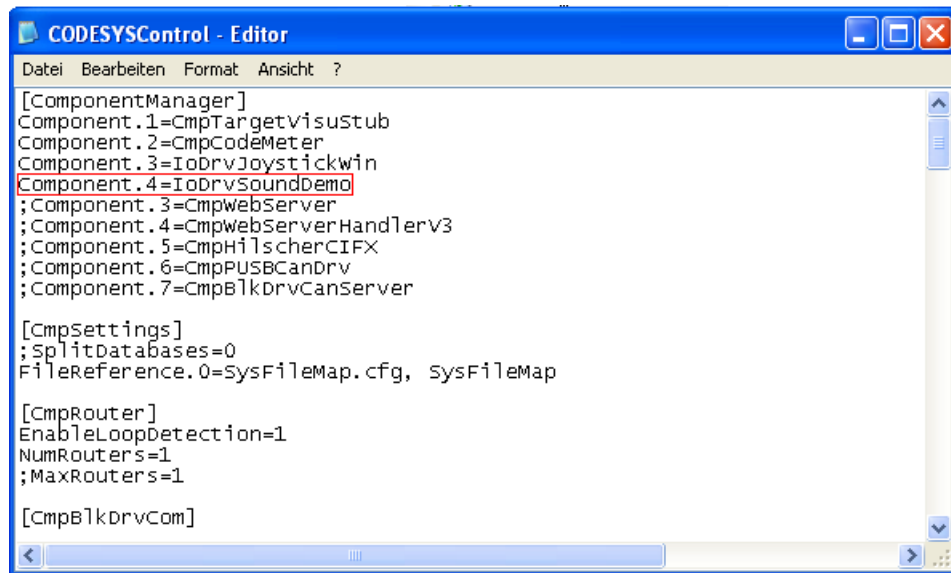 CODESYSControl - Editor
Datei Bearbeiten Format Ansicht ?
[ComponentManager]
Component.1=CmpTargetVisuStub
Component.2=CmpCodeMeter
Component.3=IoDrvJoystickWin
Component.4=IoDrvSoundDemo
;Component.3=CmpWebServer
;Component.4=CmpWebServerHandlerV3
;Component.5=CmpHilscherCIFX
;Component.6=CmpPUSBCanDrv
;Component.7=CmpBlkDrvCanServer
[CmpSettings]
;SplitDatabases=0
FileReference.0=SysFileMap.cfg, SysFileMap
[CmpRouter]
EnableLoopDetection=1
NumRouters=1
;MaxRouters=1
[CmpBlkDrvCom]